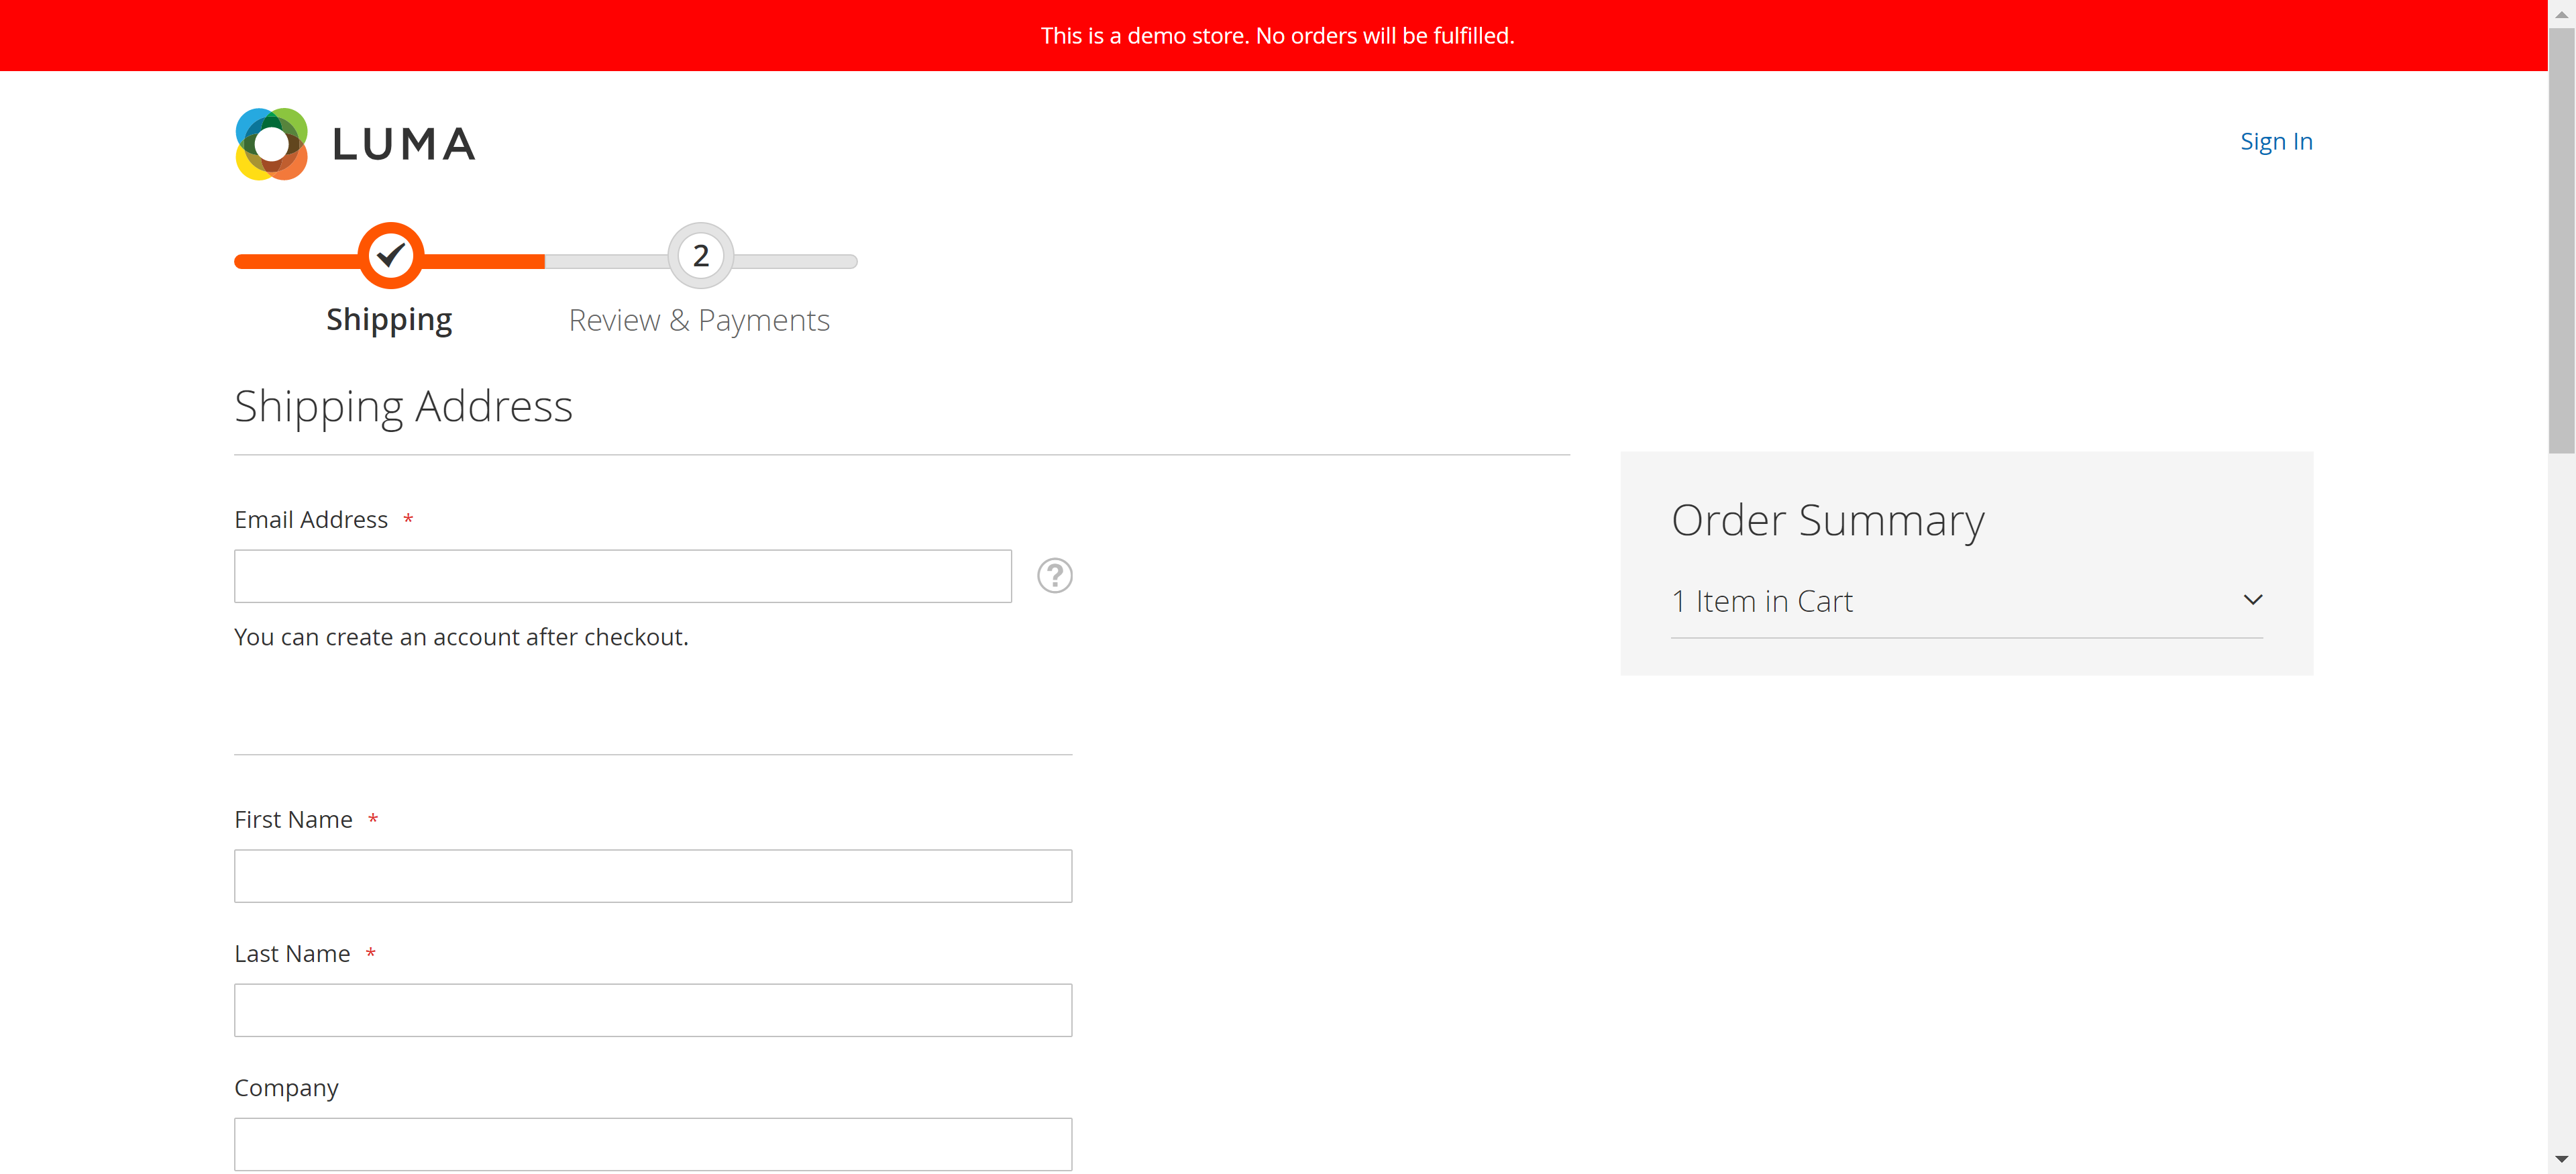 This is a demo store. No orders will be fulfilled.
LUMA
Sign In
2
Shipping
Review & Payments
Shipping Address
Email Address *
?
You can create an account after checkout.
Order Summary
1 Item in Cart
First Name *
Last Name *
Company